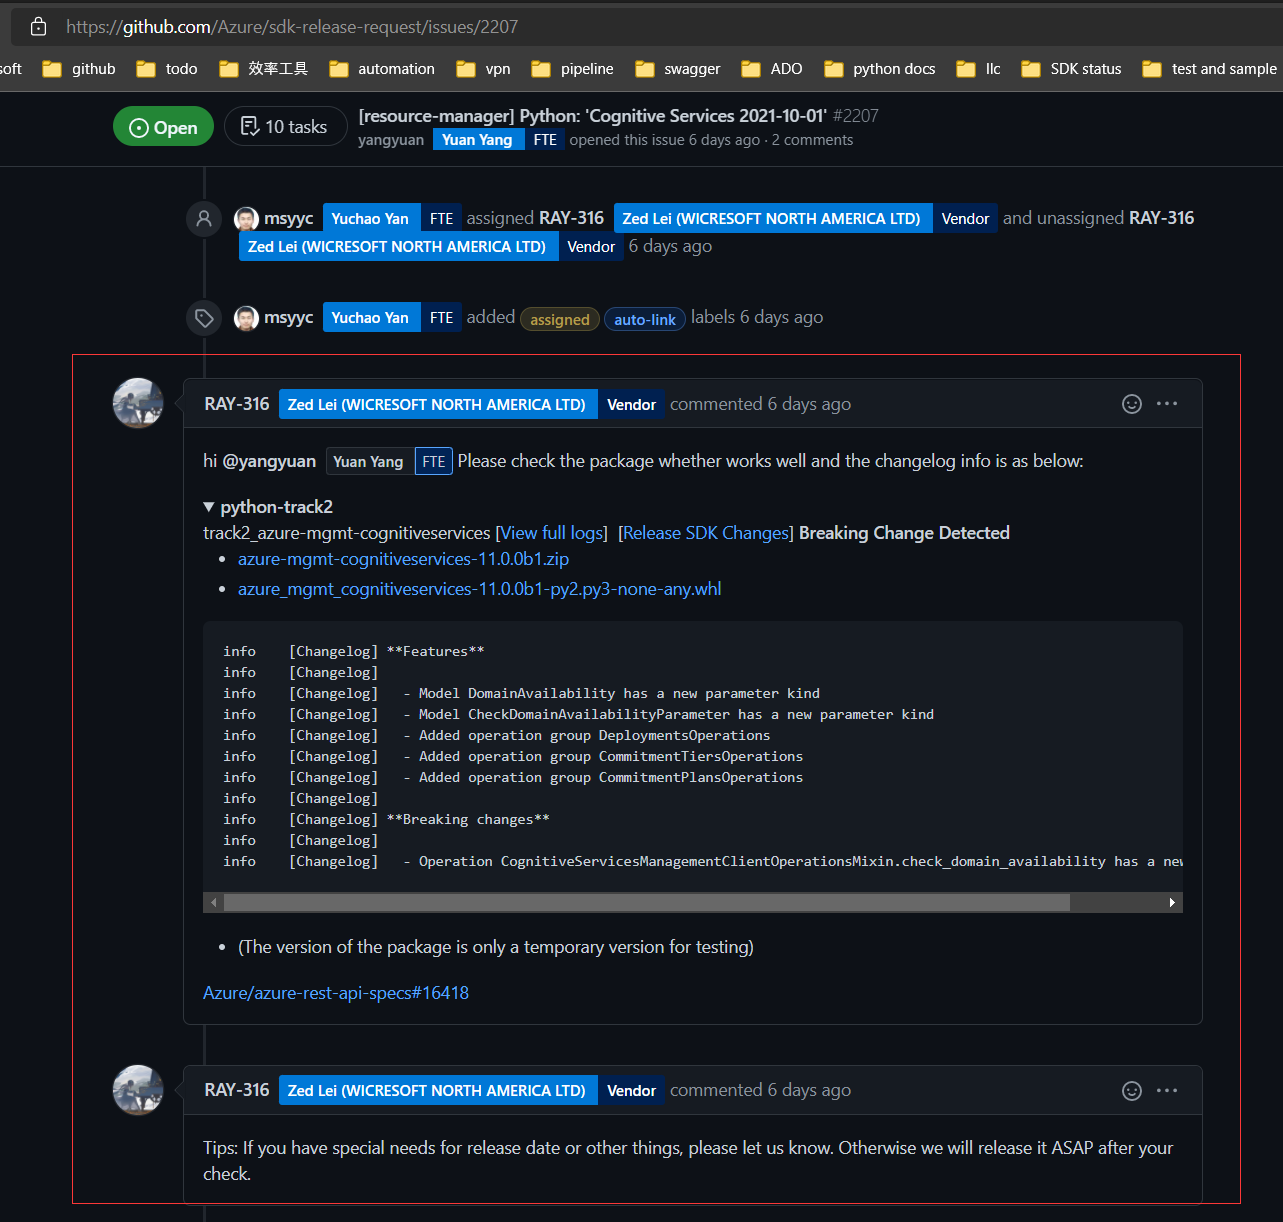 https://github.com/Azure/sdk-release-request/issues/2207
soft github todo 效率工具 automation vpn pipeline swagger ADO python docs llc SDK status test and sample
Open 10 tasks [resource-manager] Python: 'Cognitive Services 2021-10-01' #2207
yangyuan Yuan Yang FTE opened this issue 6 days ago · 2 comments
msyyc Yuchao Yan FTE assigned RAY-316 Zed Lei (WICRESOFT NORTH AMERICA LTD) Vendor and unassigned RAY-316
Zed Lei (WICRESOFT NORTH AMERICA LTD) Vendor 6 days ago
msyyc Yuchao Yan FTE added assigned auto-link labels 6 days ago
RAY-316 Zed Lei (WICRESOFT NORTH AMERICA LTD) Vendor commented 6 days ago
hi @yangyuan Yuan Yang FTE Please check the package whether works well and the changelog info is as below:
▼ python-track2
track2_azure-mgmt-cognitiveservices [View full logs] [Release SDK Changes] Breaking Change Detected
• azure-mgmt-cognitiveservices-11.0.0b1.zip
• azure_mgmt_cognitiveservices-11.0.0b1-py2.py3-none-any.whl
info [Changelog] **Features**
info [Changelog]
info [Changelog] - Model DomainAvailability has a new parameter kind
info [Changelog] - Model CheckDomainAvailabilityParameter has a new parameter kind
info [Changelog] - Added operation group DeploymentsOperations
info [Changelog] - Added operation group CommitmentTiersOperations
info [Changelog] - Added operation group CommitmentPlansOperations
info [Changelog]
info [Changelog] **Breaking changes**
info [Changelog]
info [Changelog] - Operation CognitiveServicesManagementClientOperationsMixin.check_domain_availability has a new
• (The version of the package is only a temporary version for testing)
Azure/azure-rest-api-specs#16418
RAY-316 Zed Lei (WICRESOFT NORTH AMERICA LTD) Vendor commented 6 days ago
Tips: If you have special needs for release date or other things, please let us know. Otherwise we will release it ASAP after your
check.